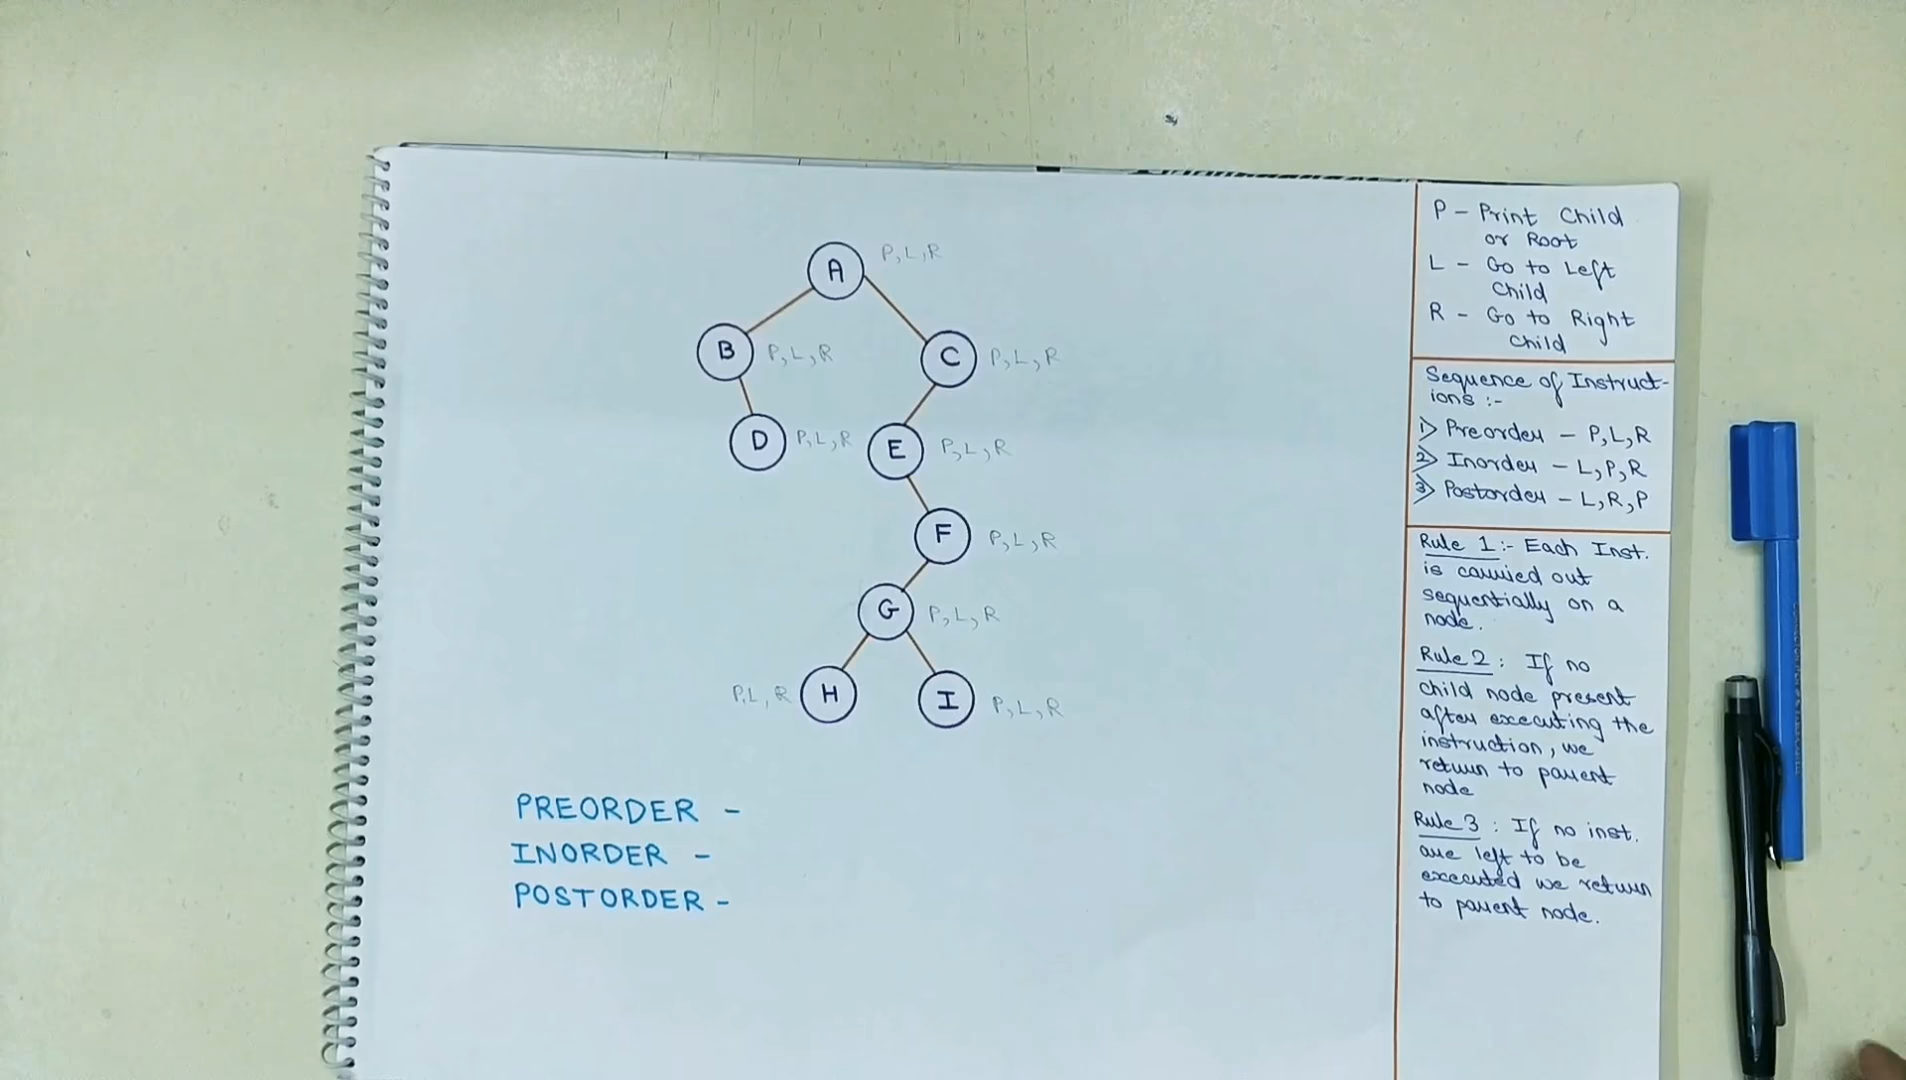 A P, L, R
B P, L, R
C P, L, R
D P, L, R
E P, L, R
F P, L, R
G P, L, R
P, L, R H
I P, L, R
PREORDER -
INORDER -
POSTORDER -
P - Print Child
or Root
L - Go to Left
Child
R - Go to Right
Child
Sequence of Instruct-
ions :-
1> Preorder - P, L, R
2> Inorder - L, P, R
3> Postorder - L, R, P
Rule 1 :- Each Inst.
is carried out
sequentially on a
node.
Rule 2 : If no
child node present
after executing the
instruction, we
return to parent
node
Rule 3 : If no inst.
are left to be
executed we return
to parent node.